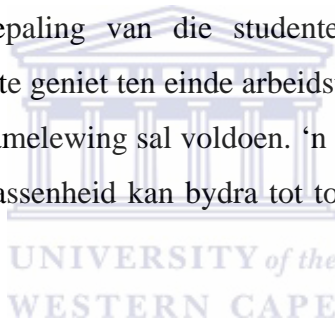 epaling van die studente
te geniet ten einde arbeidst
amelewing sal voldoen. ‘n
assenheid kan bydra tot to
UNIVERSITY of the
WESTERN CAPE